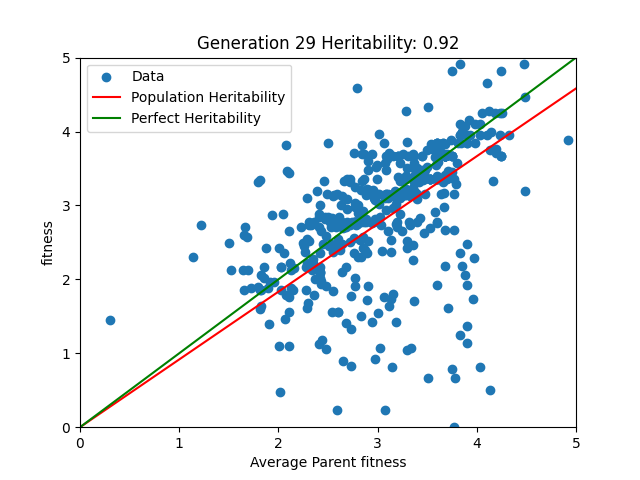 Generation 29 Heritability: 0.92
Data
Population Heritability
Perfect Heritability
5
4
3
2
1
0
fitness
0 1 2 3 4 5
Average Parent fitness